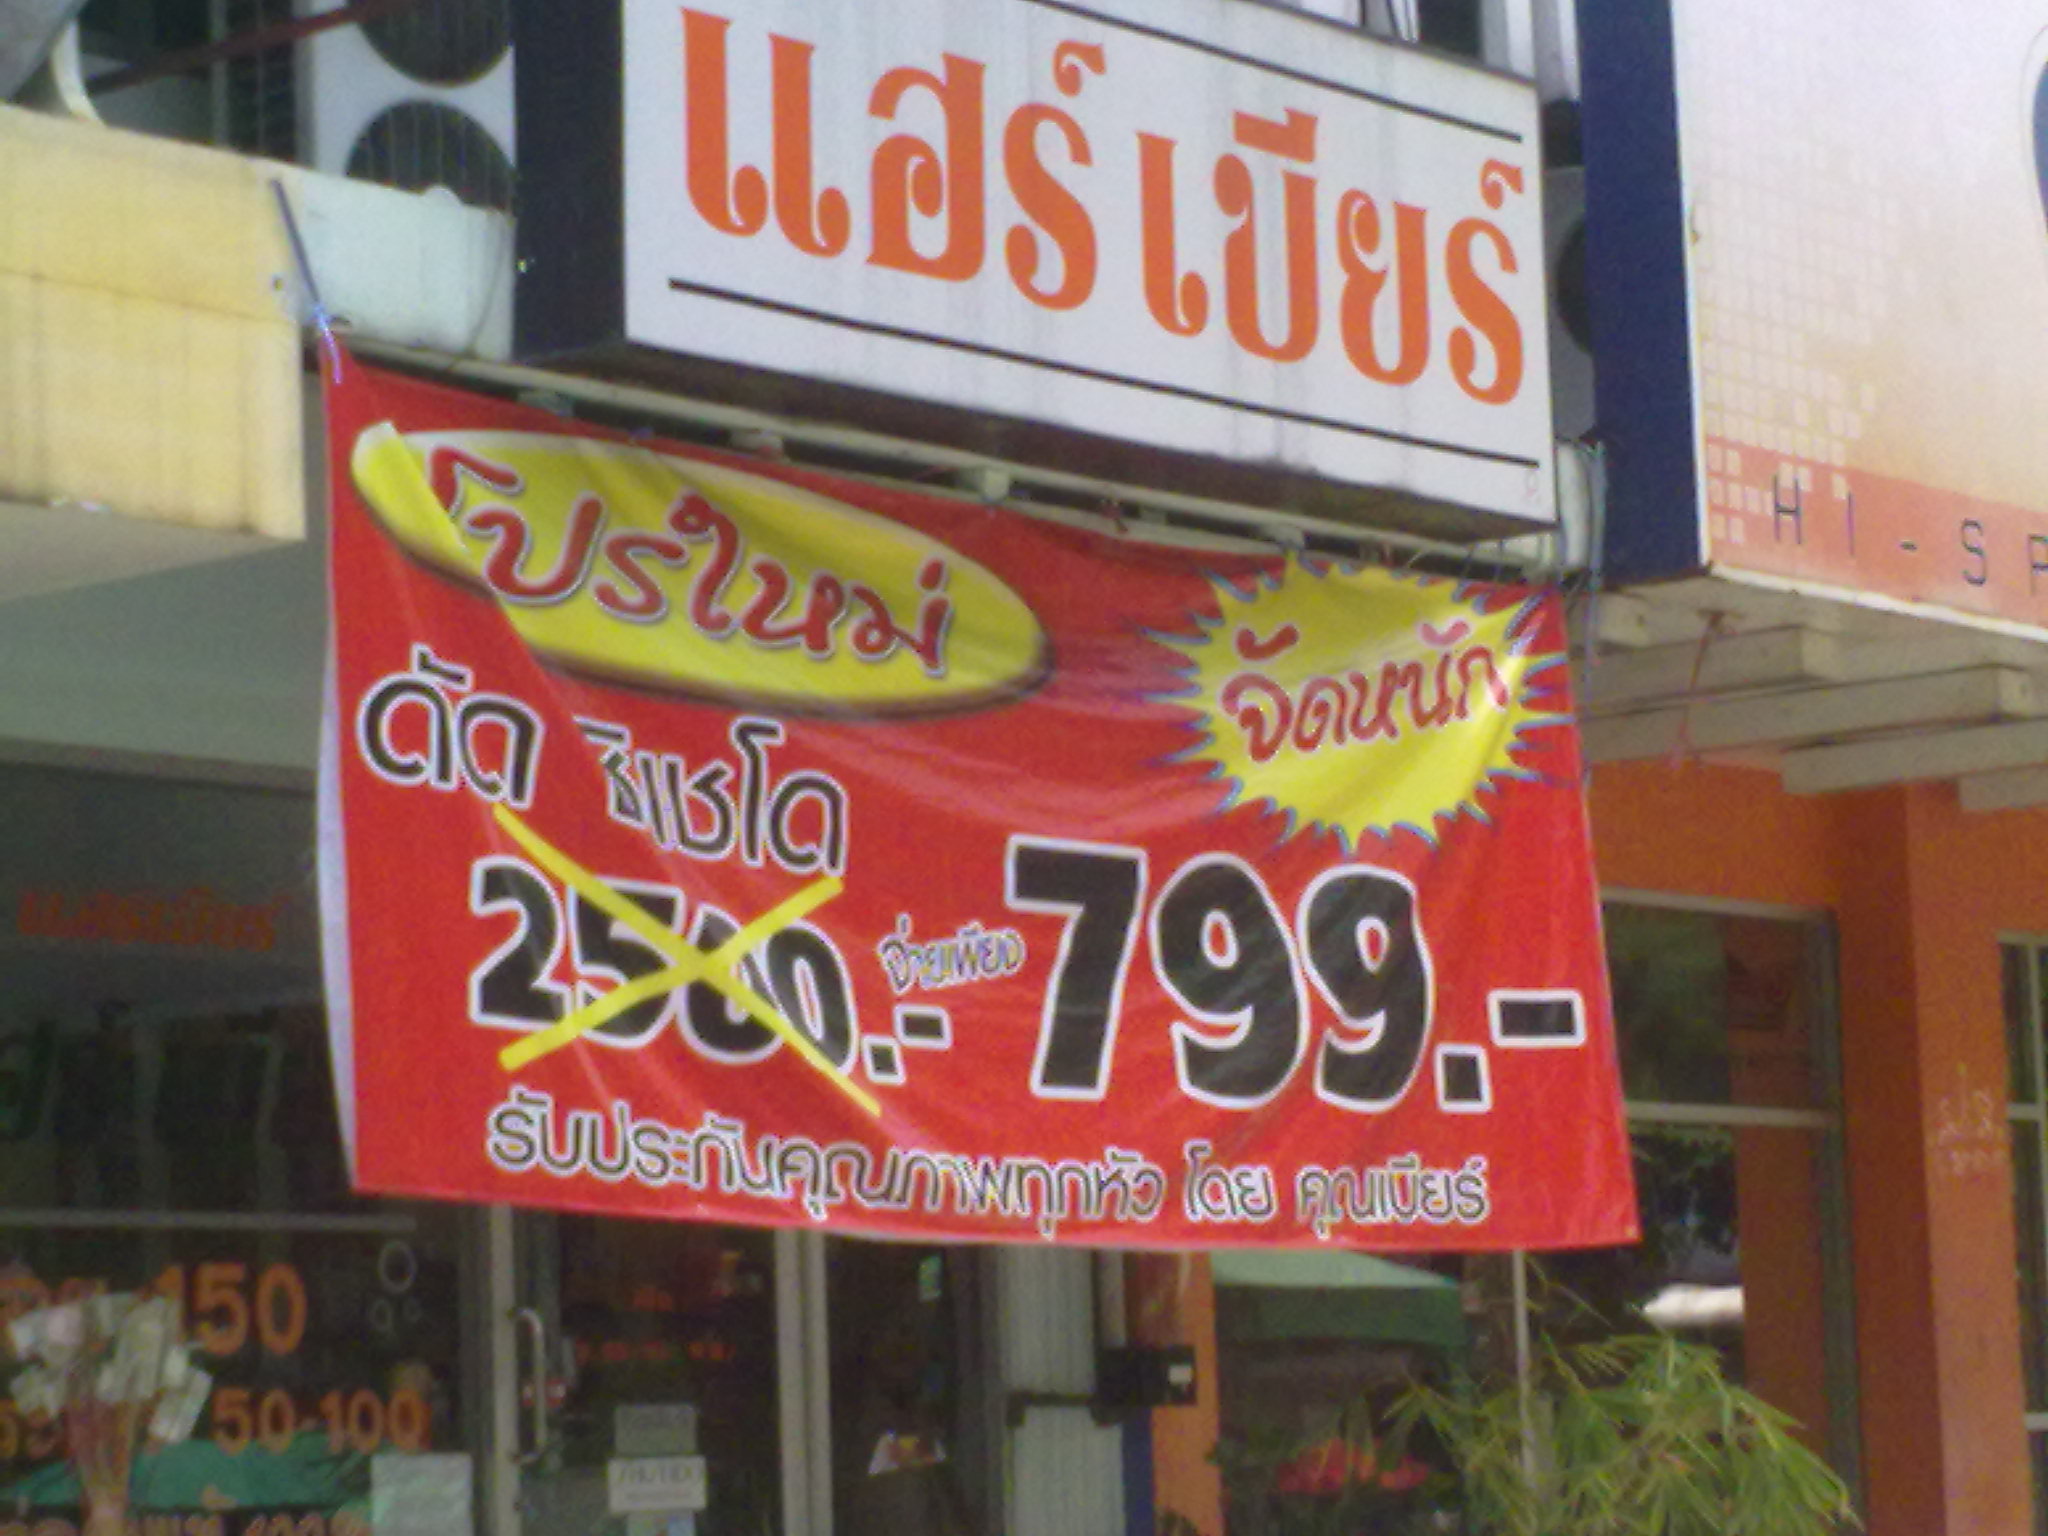 แฮร์เบียร์
HI-SP
โปรใหม่
จัดหนัก
ดัด ชิเชโด
2500.- จ่ายเพียง 799.-
รับประกันคุณภาพทุกหัว โดย คุณเบียร์
150
50-100
SHISEIDO